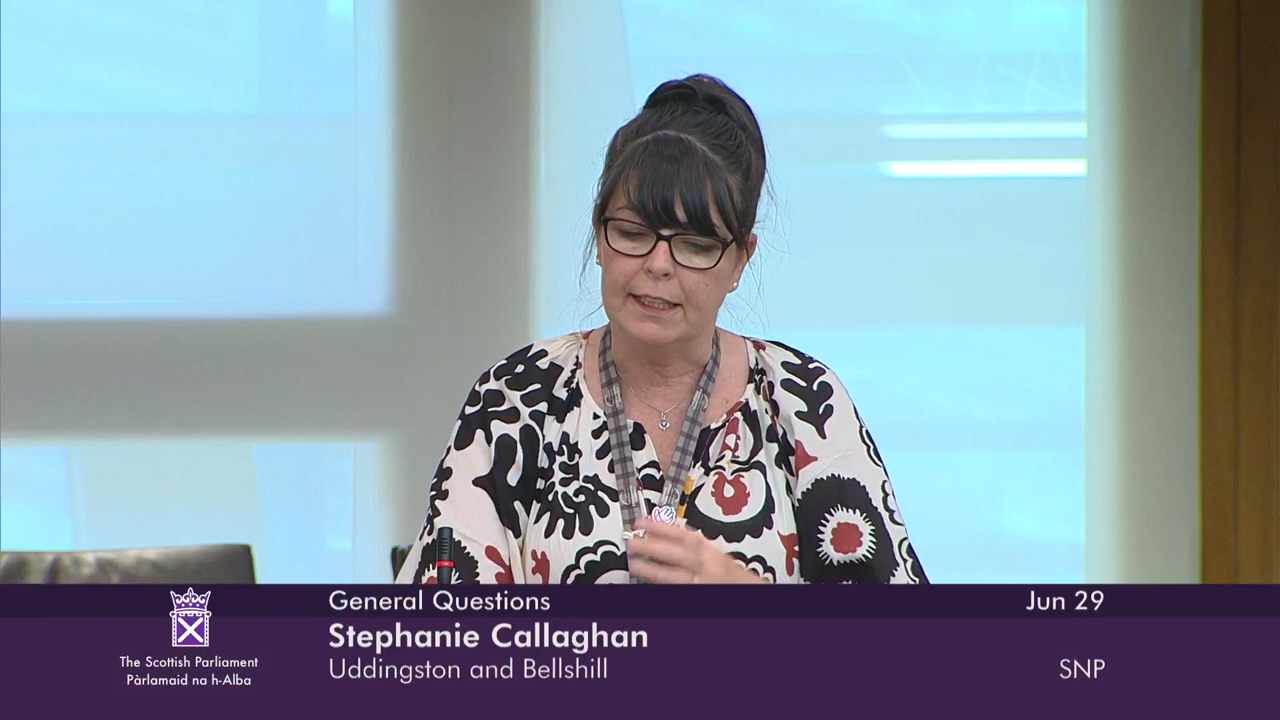 General Questions
Jun 29
Stephanie Callaghan
Uddingston and Bellshill
SNP
The Scottish Parliament
Pàrlamaid na h-Alba